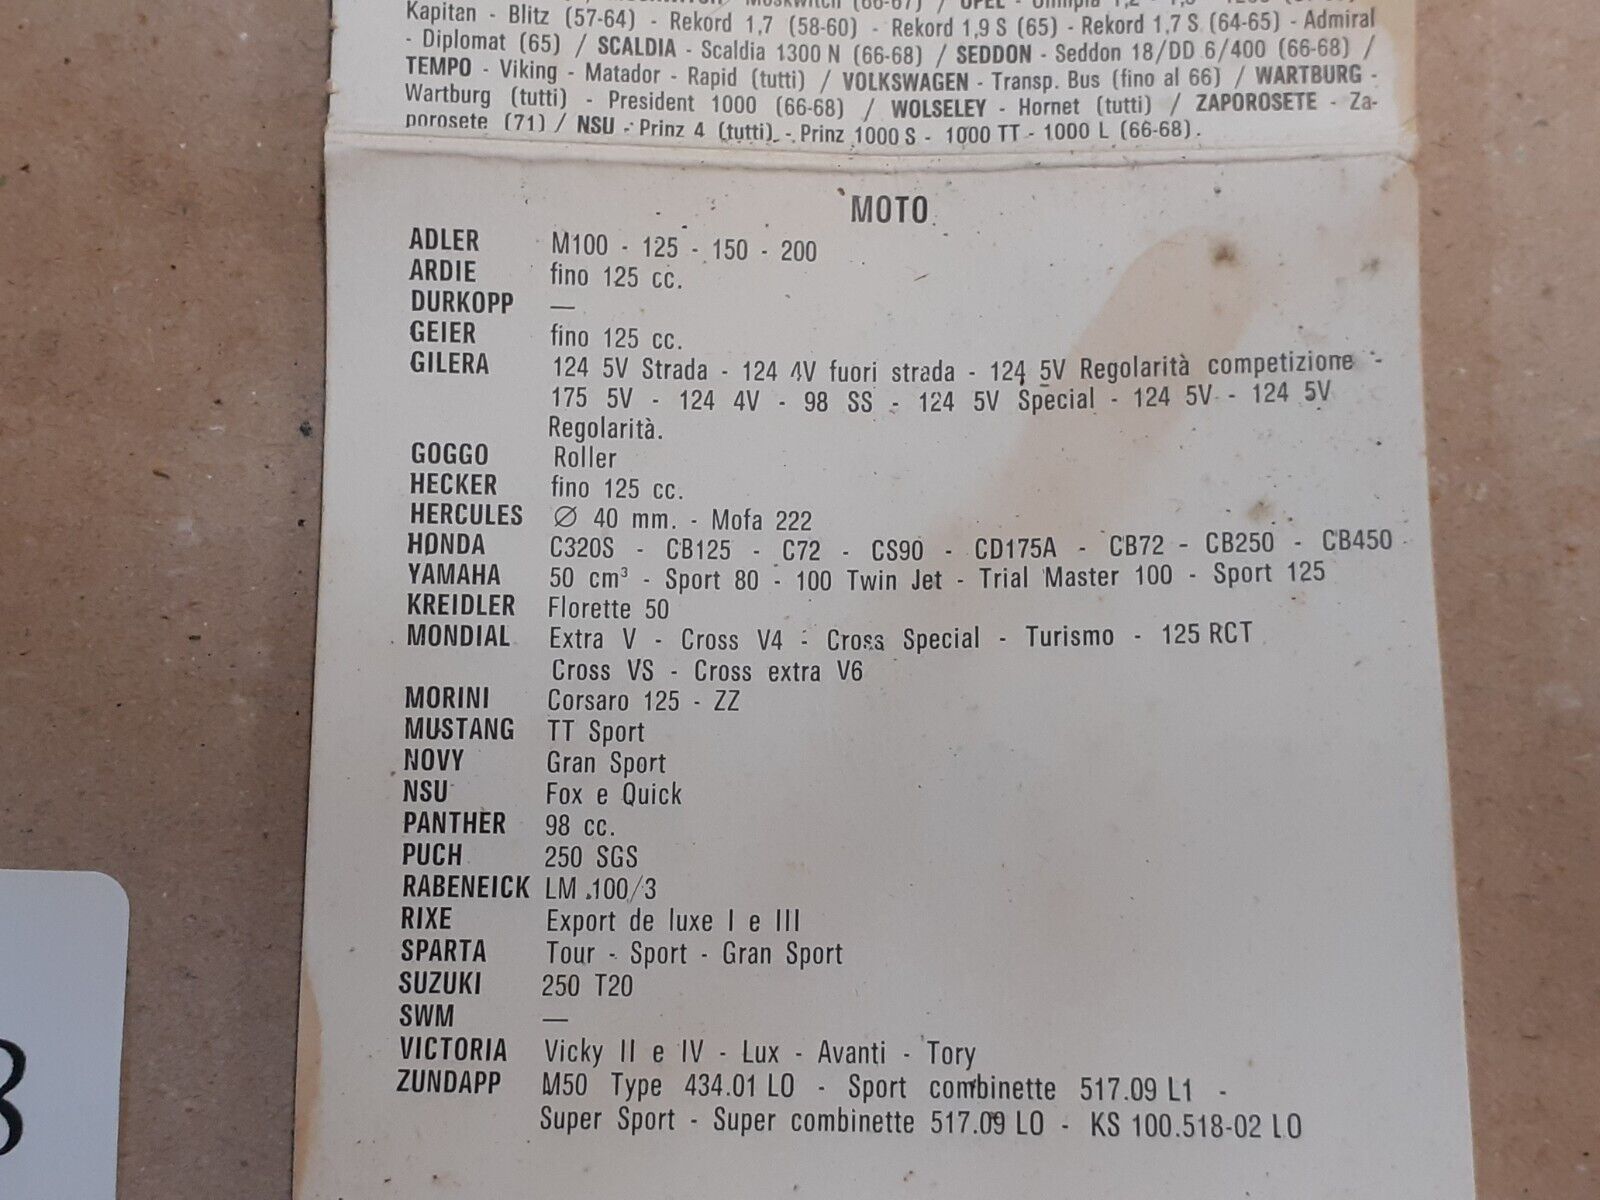 Kapitan - Blitz (57-64) - Rekord 1,7 (58-60) - Rekord 1,9 S (65) - Rekord 1,7 S (64-65) - Admiral
- Diplomat (65) / SCALDIA - Scaldia 1300 N (66-68) / SEDDON - Seddon 18/DD 6/400 (66-68) /
TEMPO - Viking - Matador - Rapid (tutti) / VOLKSWAGEN - Transp. Bus (fino al 66) / WARTBURG -
Wartburg (tutti) - President 1000 (66-68) / WOLSELEY - Hornet (tutti) / ZAPOROSETE - Za-
porosete (71) / NSU - Prinz 4 (tutti) - Prinz 1000 S - 1000 TT - 1000 L (66-68).
MOTO
ADLER M100 - 125 - 150 - 200
ARDIE fino 125 cc.
DURKOPP —
GEIER fino 125 cc.
GILERA 124 5V Strada - 124 4V fuori strada - 124 5V Regolarità competizione -
175 5V - 124 4V - 98 SS - 124 5V Special - 124 5V - 124 5V
Regolarità.
GOGGO Roller
HECKER fino 125 cc.
HERCULES ∅ 40 mm. - Mofa 222
HONDA C320S - CB125 - C72 - CS90 - CD175A - CB72 - CB250 - CB450
YAMAHA 50 cm³ - Sport 80 - 100 Twin Jet - Trial Master 100 - Sport 125
KREIDLER Florette 50
MONDIAL Extra V - Cross V4 - Cross Special - Turismo - 125 RCT
Cross VS - Cross extra V6
MORINI Corsaro 125 - ZZ
MUSTANG TT Sport
NOVY Gran Sport
NSU Fox e Quick
PANTHER 98 cc.
PUCH 250 SGS
RABENEICK LM 100/3
RIXE Export de luxe I e III
SPARTA Tour - Sport - Gran Sport
SUZUKI 250 T20
SWM —
VICTORIA Vicky II e IV - Lux - Avanti - Tory
ZUNDAPP M50 Type 434.01 LO - Sport combinette 517.09 L1 -
Super Sport - Super combinette 517.09 LO - KS 100.518-02 LO